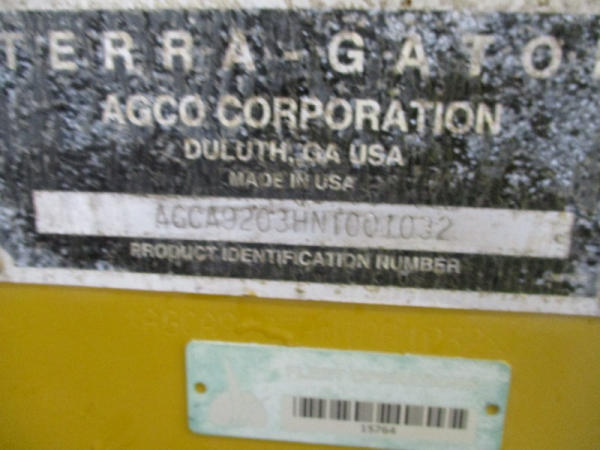 TERRA-GATOR
AGCO CORPORATION
DULUTH, GA USA
MADE IN USA
AGCA9203HNT001032
PRODUCT IDENTIFICATION NUMBER
15764